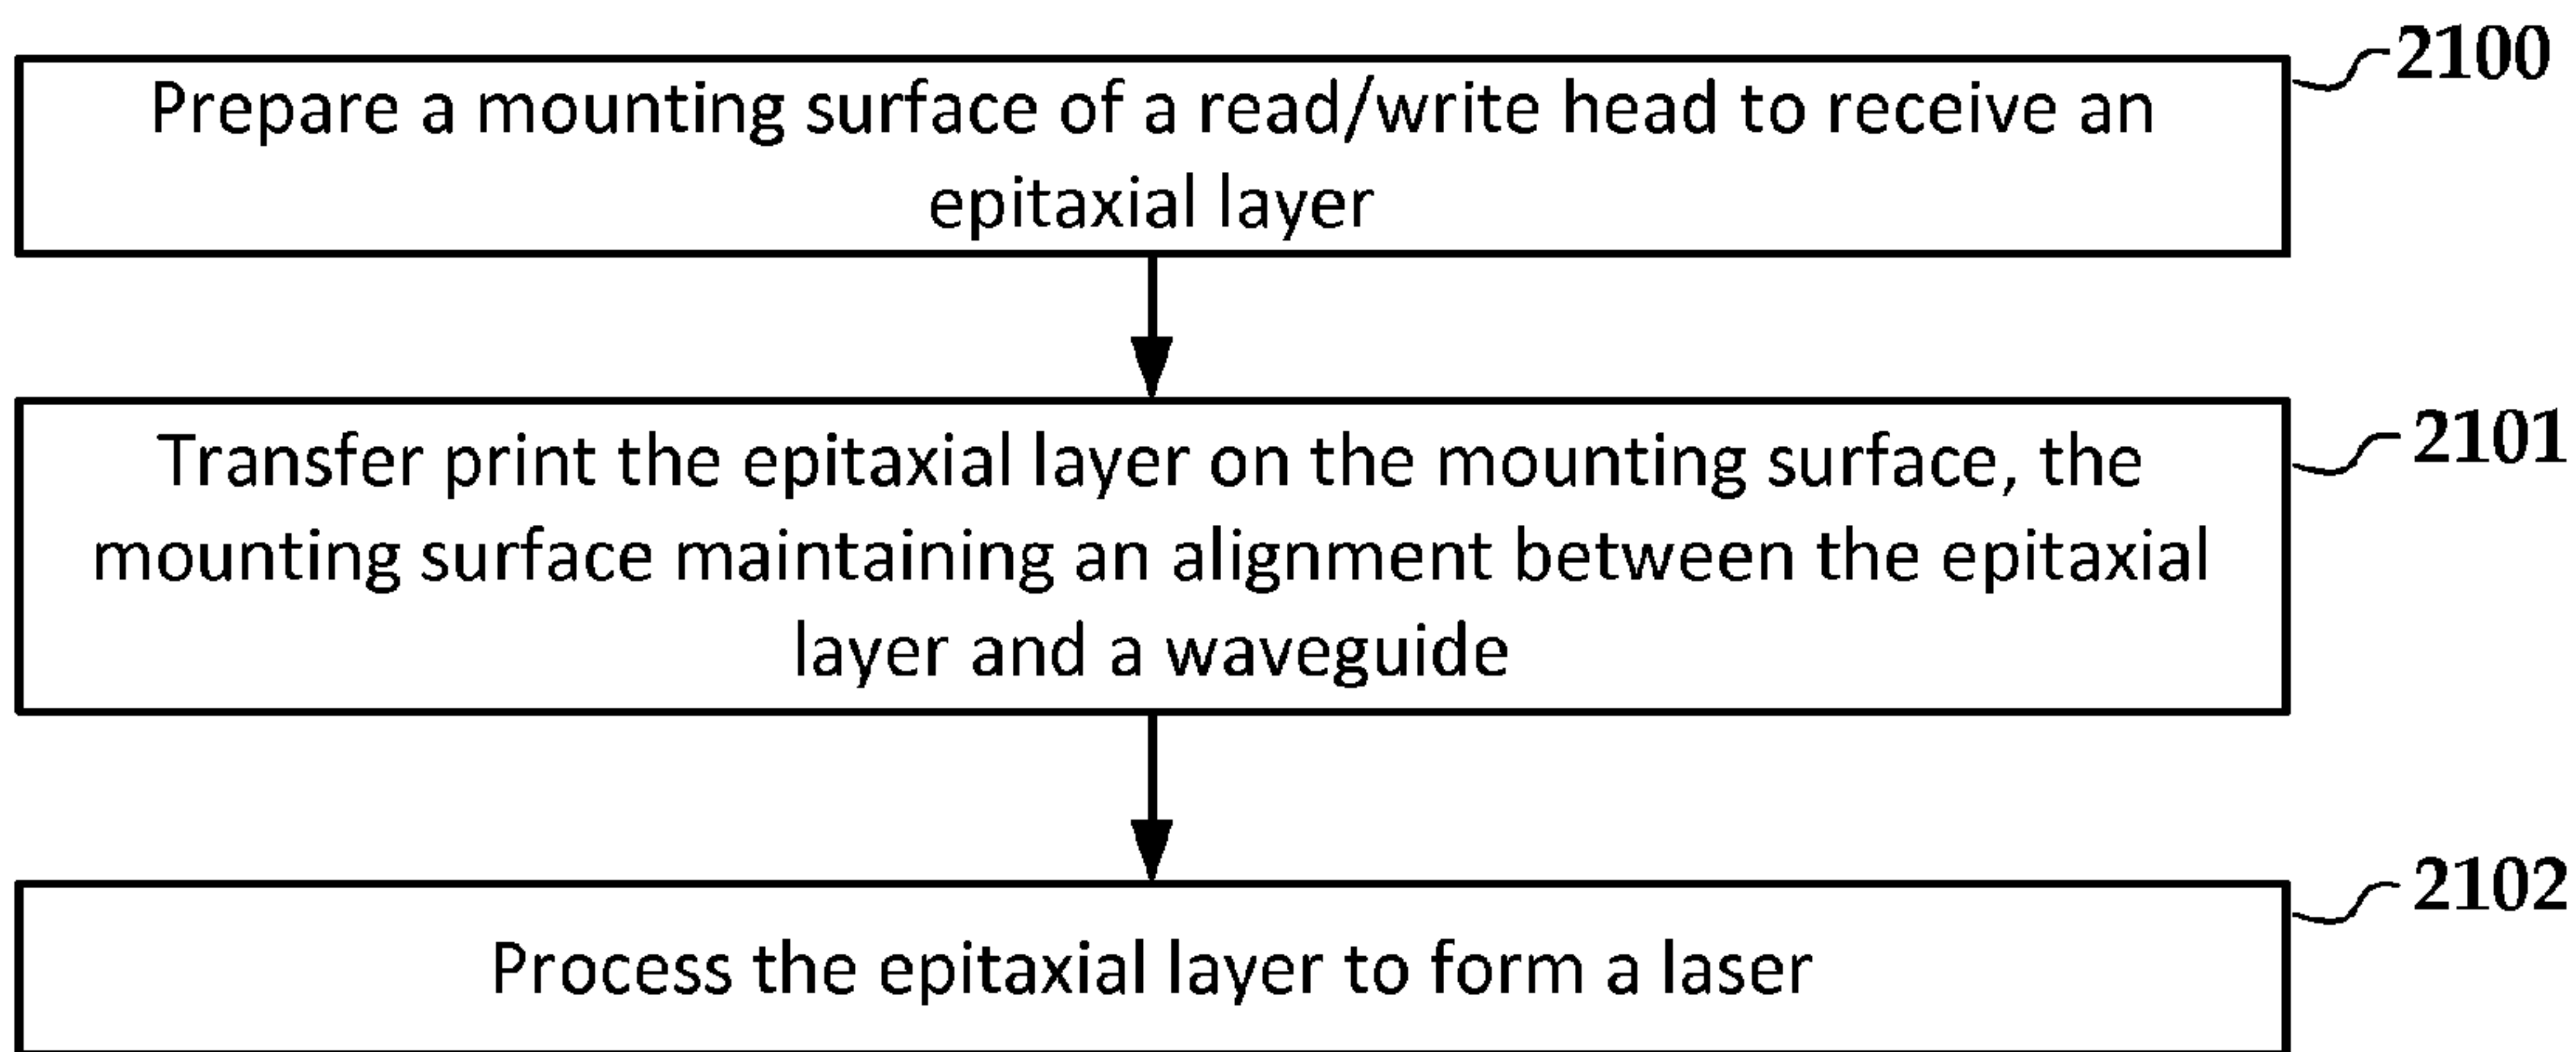 2100
Prepare a mounting surface of a read/write head to receive an
epitaxial layer
2101
Transfer print the epitaxial layer on the mounting surface, the
mounting surface maintaining an alignment between the epitaxial
layer and a waveguide
2102
Process the epitaxial layer to form a laser